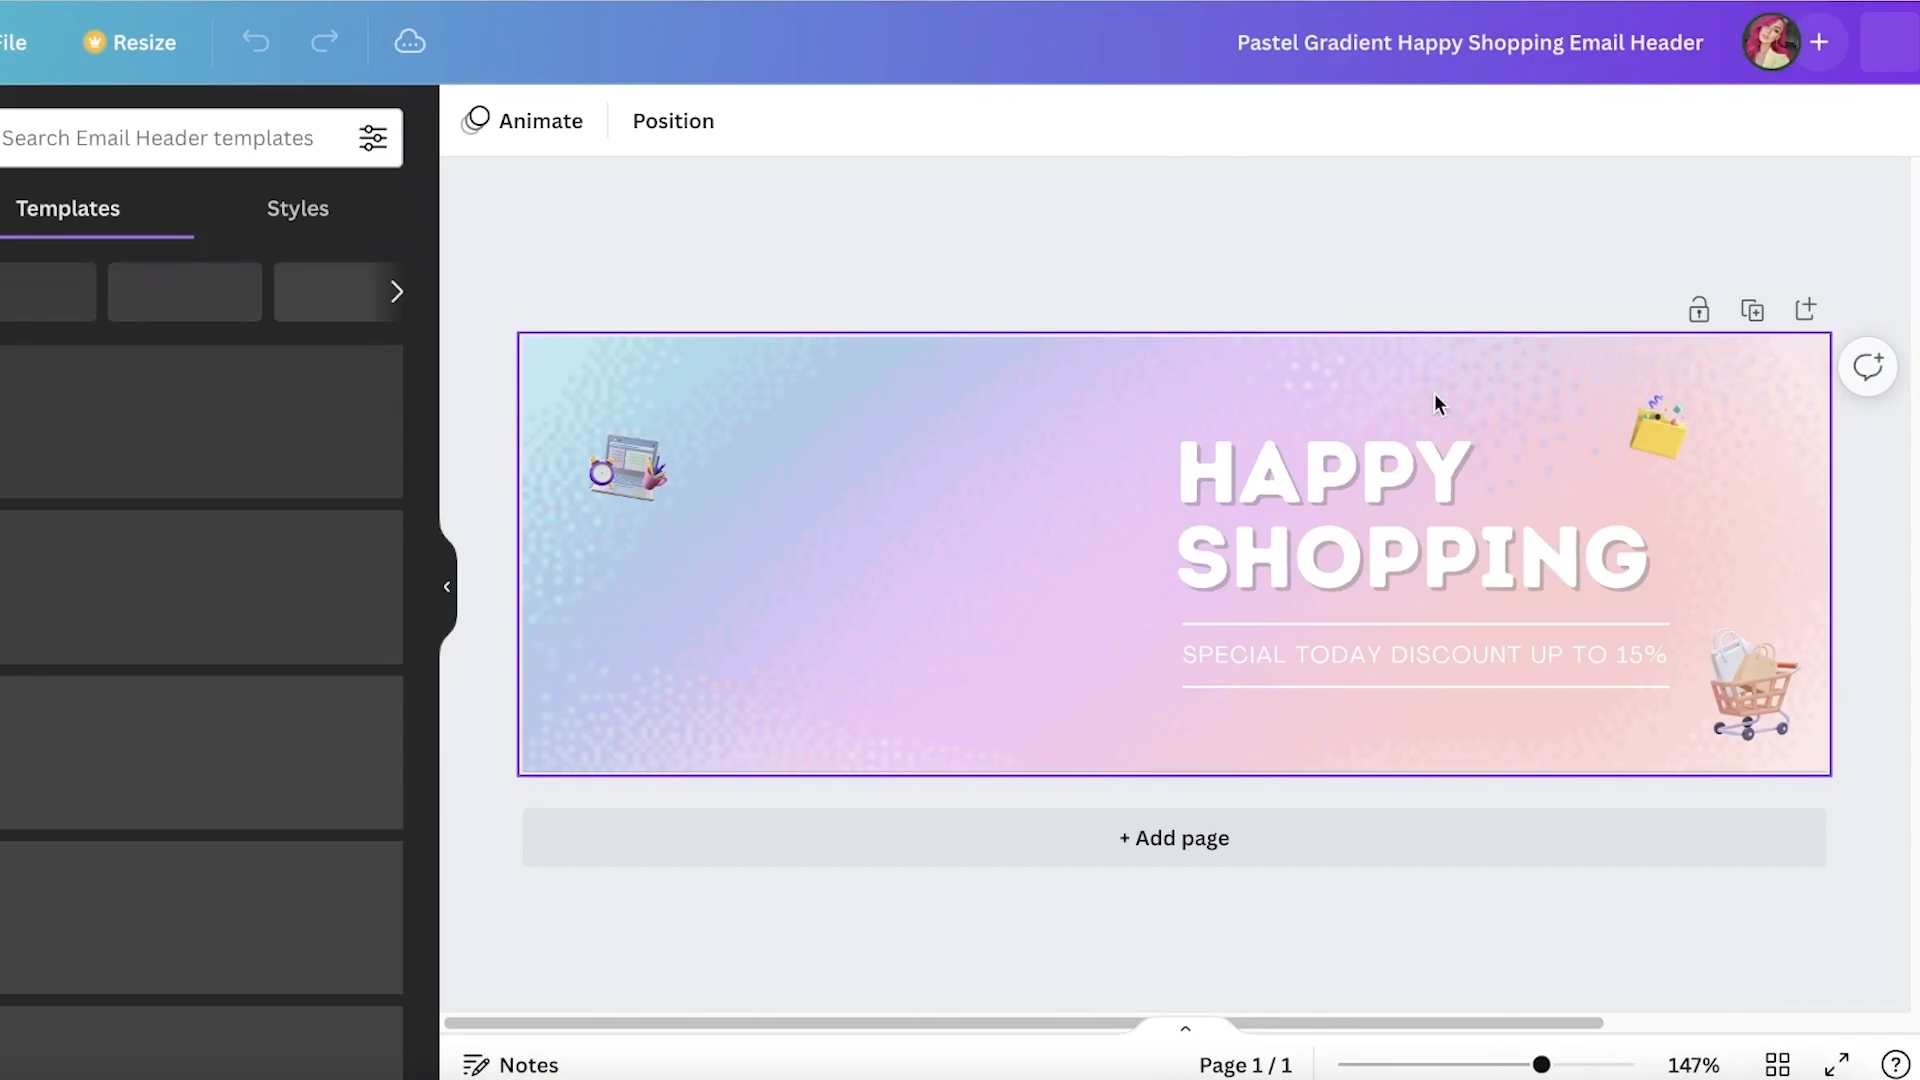 File
Resize
Pastel Gradient Happy Shopping Email Header
Search Email Header templates
Animate
Position
Templates
Styles
HAPPY
SHOPPING
SPECIAL TODAY DISCOUNT UP TO 15%
+ Add page
Notes
Page 1 / 1
147%